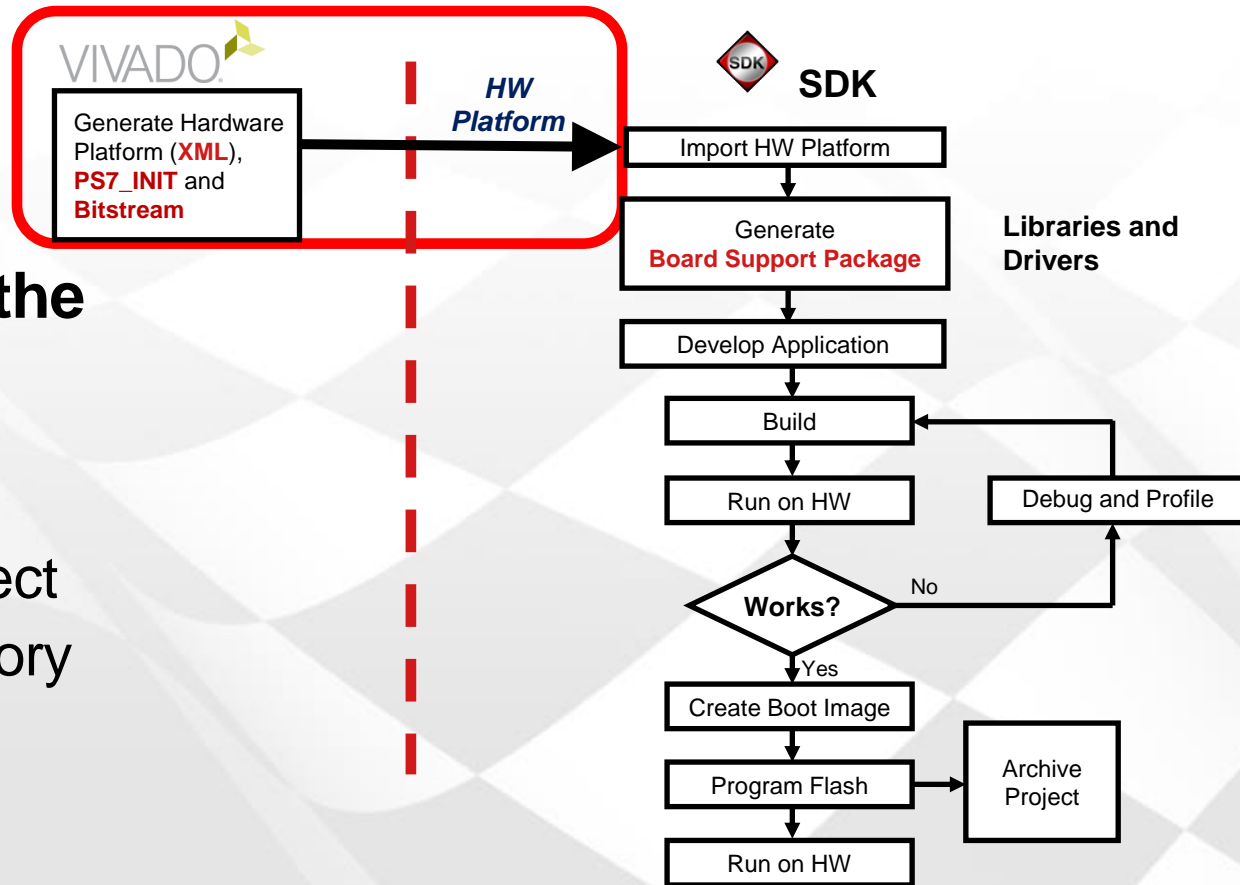 VIVADO
Generate Hardware
Platform (XML),
PS7_INIT and
Bitstream
HW
Platform
SDK
SDK
Import HW Platform
Generate
Board Support Package
Libraries and
Drivers
the
Develop Application
Build
Run on HW
Debug and Profile
ect
Works?
No
ory
Yes
Create Boot Image
Program Flash
Archive
Project
Run on HW